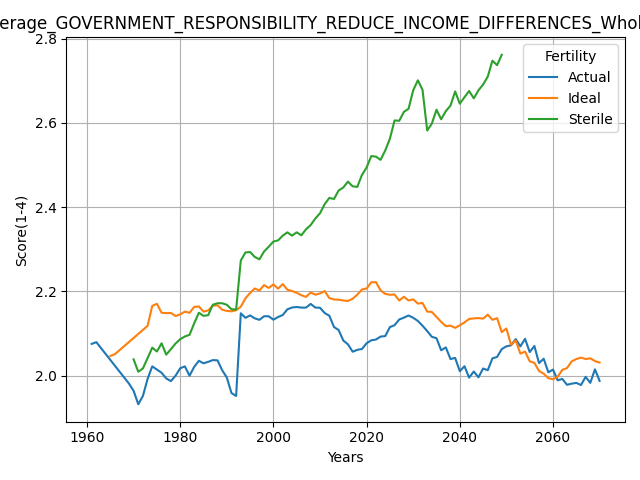 erage_GOVERNMENT_RESPONSIBILITY_REDUCE_INCOME_DIFFERENCES_Whol
Fertility
Actual
Ideal
Sterile
Score(1-4)
2.8
2.6
2.4
2.2
2.0
1960 1980 2000 2020 2040 2060
Years